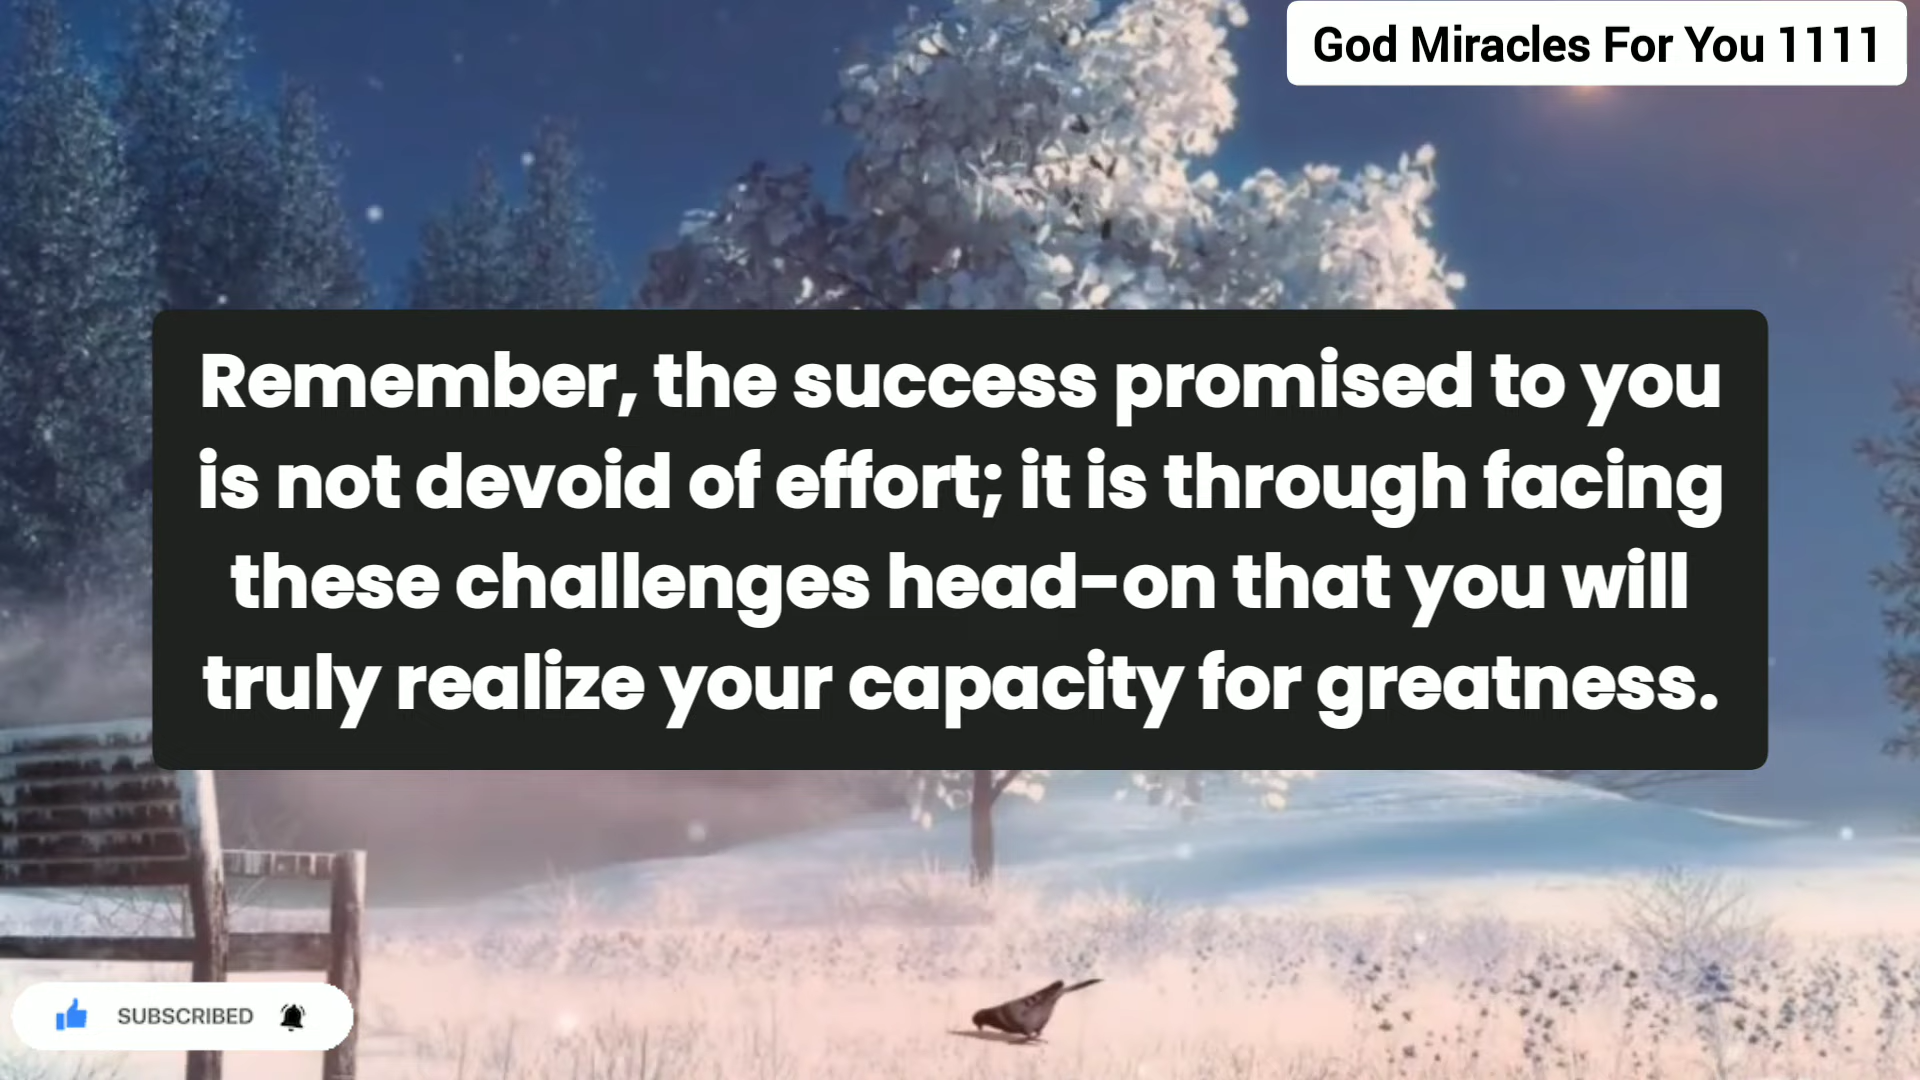 God Miracles For You 1111
Remember, the success promised to you
is not devoid of effort; it is through facing
these challenges head-on that you will
truly realize your capacity for greatness.
SUBSCRIBED